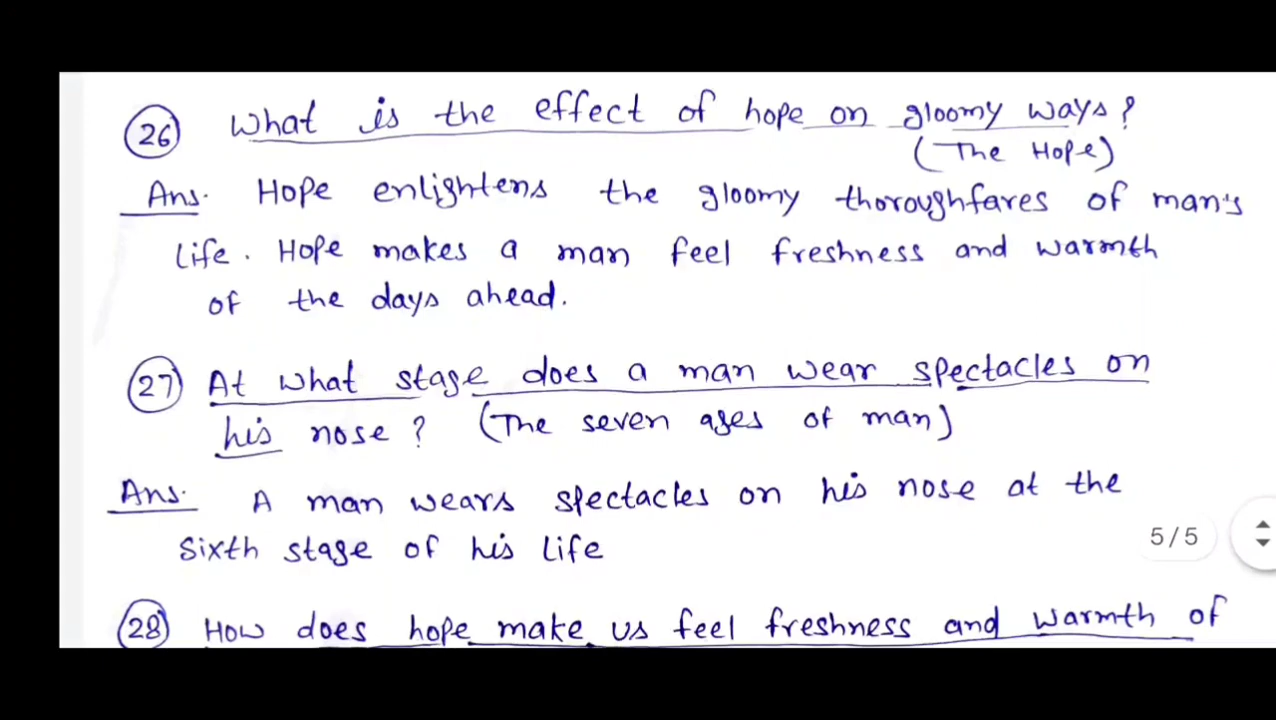 26 What is the effect of hope on gloomy ways?
(The Hope)
Ans. Hope enlightens the gloomy thoroughfares of man's
life. Hope makes a man feel freshness and warmth
of the days ahead.
27 At what stage does a man wear spectacles on
his nose? (The seven ages of man)
Ans. A man wears spectacles on his nose at the
sixth stage of his life
5/5
28 How does hope make us feel freshness and warmth of